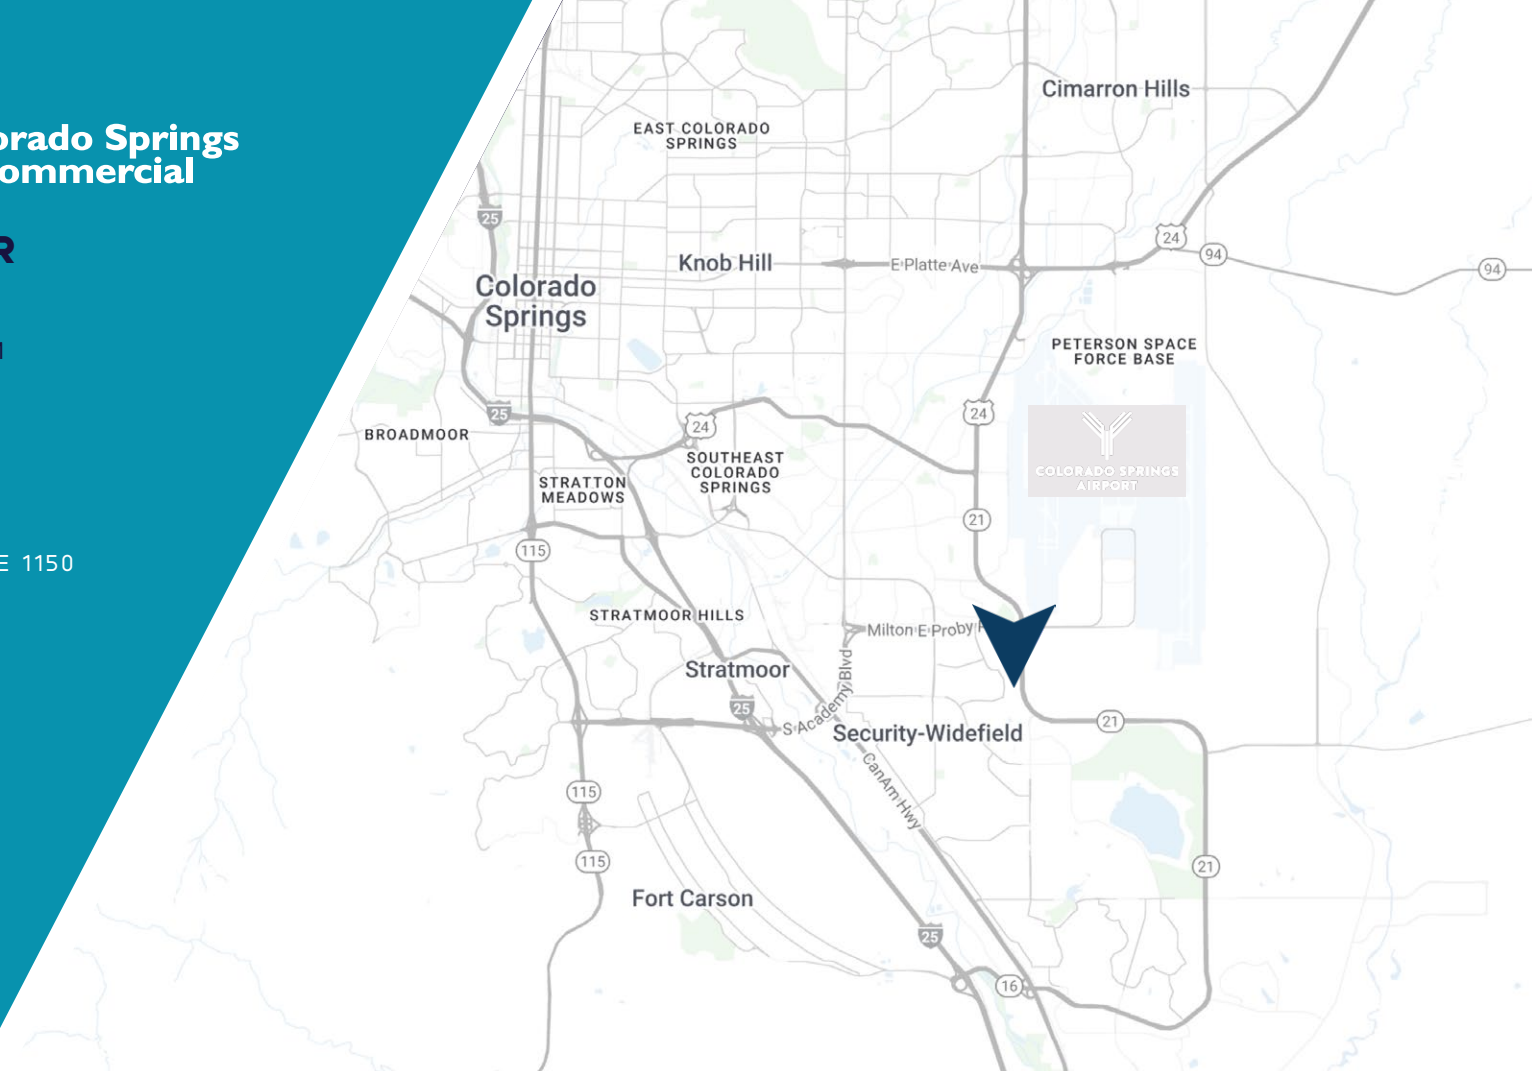 orado Springs
ommercial
R
E 1150
Cimarron Hills
EAST COLORADO
SPRINGS
25
Knob Hill
E Platte Ave
24
94
94
Colorado
Springs
PETERSON SPACE
FORCE BASE
25
24
24
BROADMOOR
COLORADO SPRINGS
AIRPORT
SOUTHEAST
COLORADO
SPRINGS
STRATTON
MEADOWS
21
115
STRATMOOR HILLS
Milton E Proby
Stratmoor
25
S Academy Blvd
21
Security-Widefield
CanAm Hwy
115
115
21
Fort Carson
25
16